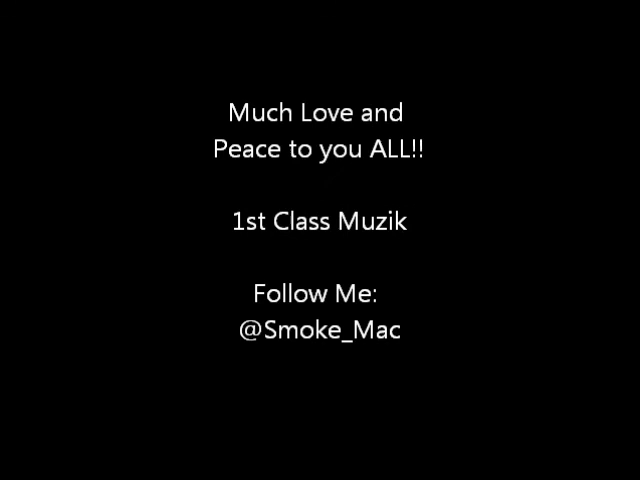 Much Love and
Peace to you ALL!!
1st Class Muzik
Follow Me:
@Smoke_Mac